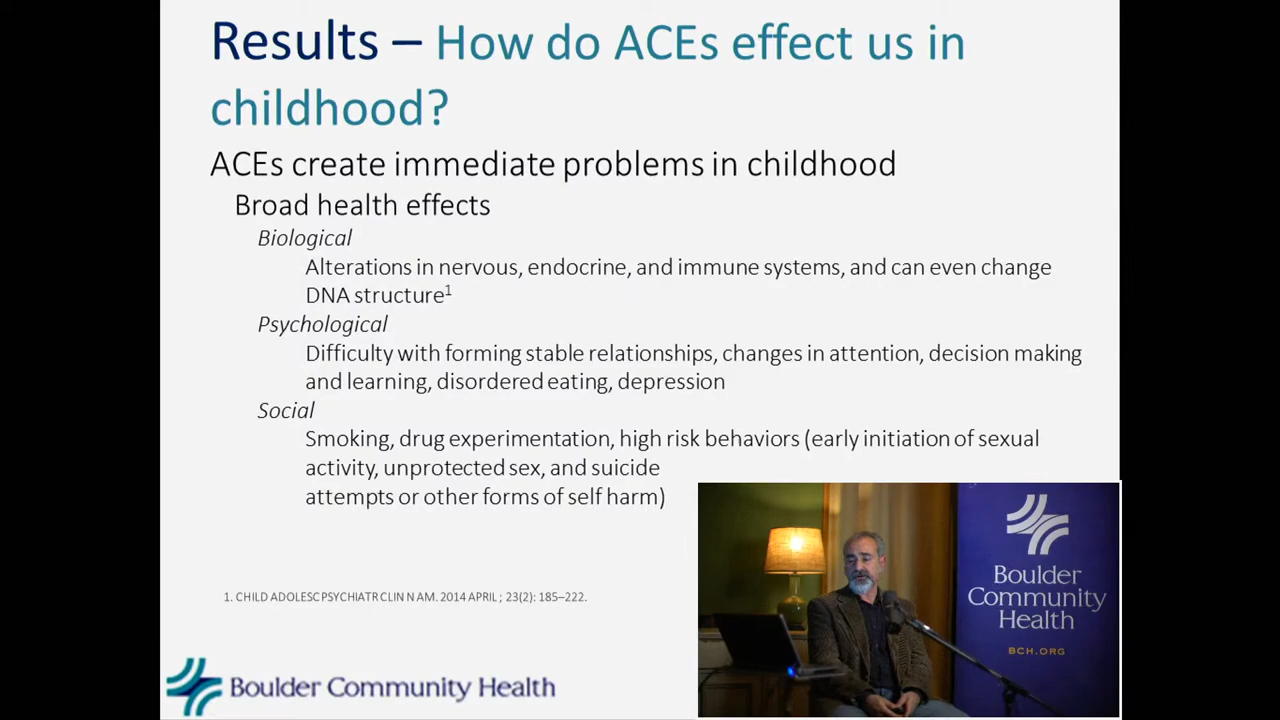 Results – How do ACEs effect us in
childhood?
ACEs create immediate problems in childhood
Broad health effects
Biological
Alterations in nervous, endocrine, and immune systems, and can even change
DNA structure1
Psychological
Difficulty with forming stable relationships, changes in attention, decision making
and learning, disordered eating, depression
Social
Smoking, drug experimentation, high risk behaviors (early initiation of sexual
activity, unprotected sex, and suicide
attempts or other forms of self harm)
1. CHILD ADOLESC PSYCHIATR CLIN N AM. 2014 APRIL ; 23(2): 185–222.
Boulder Community Health
Boulder
Community
Health
BCH.ORG